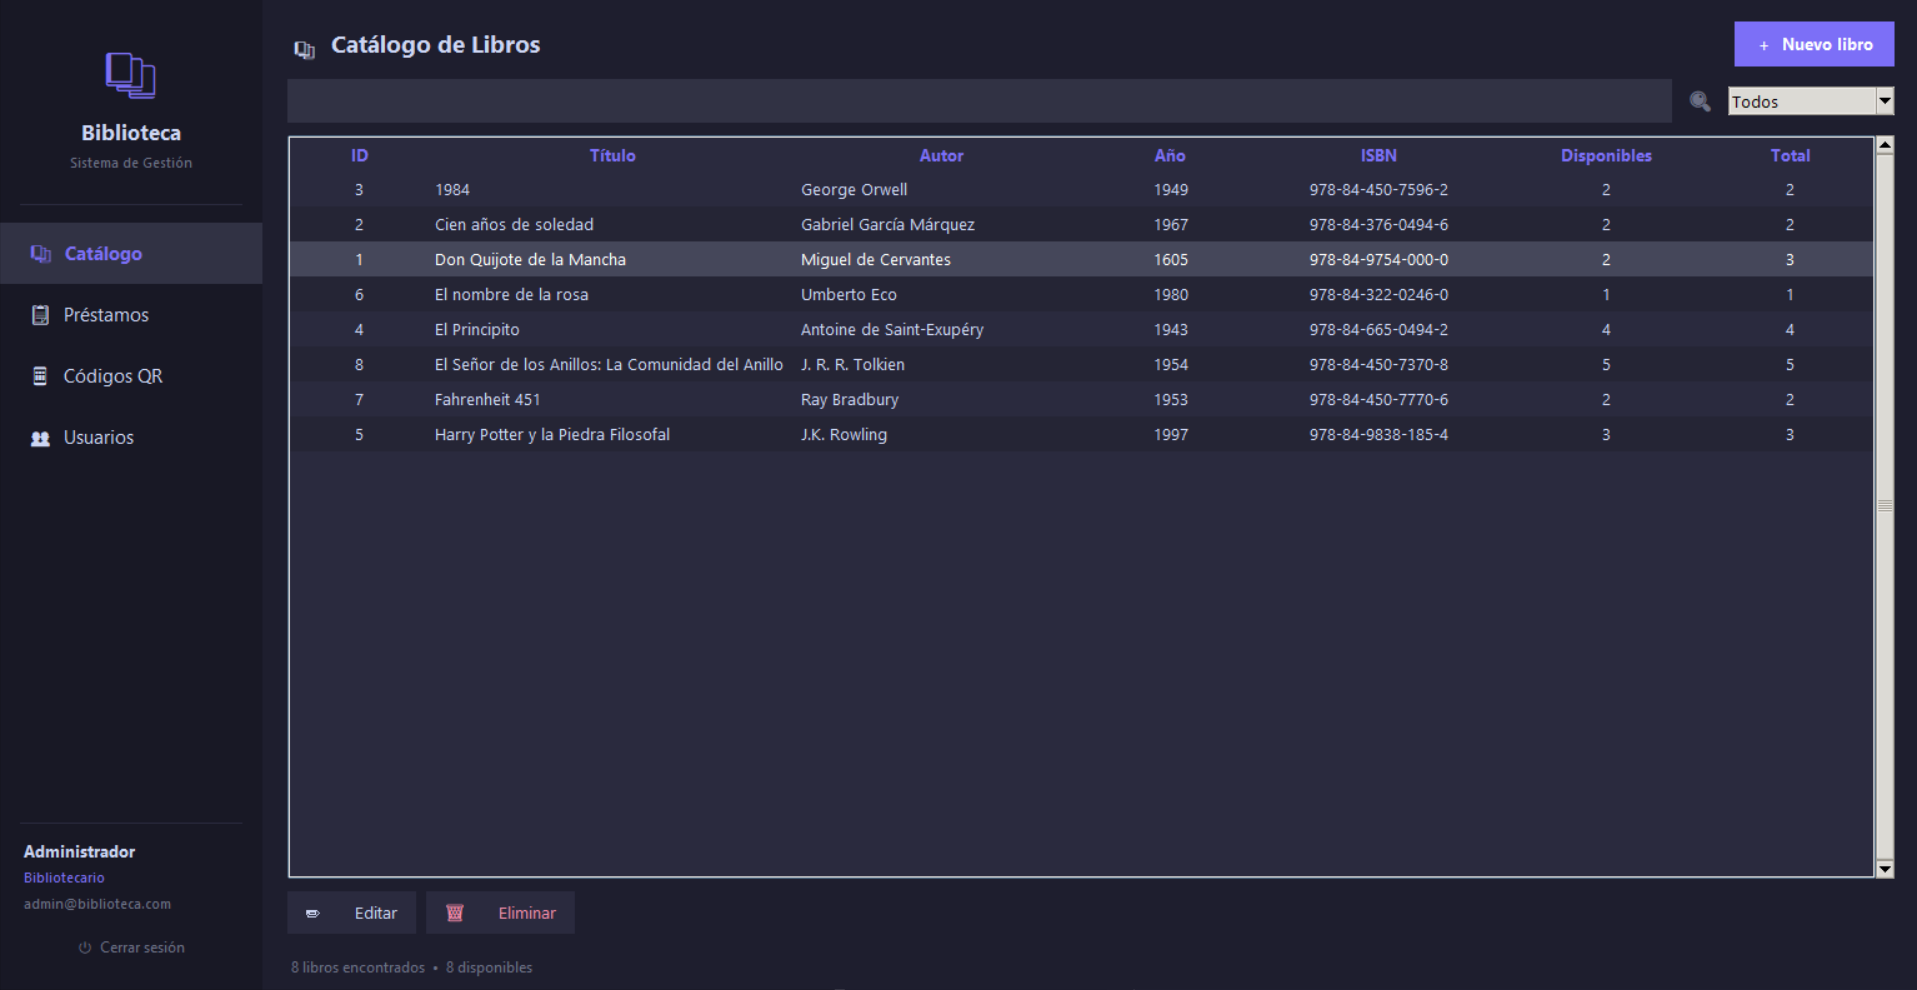 Biblioteca
Sistema de Gestión
Catálogo
Préstamos
Códigos QR
Usuarios
Administrador
Bibliotecario
admin@biblioteca.com
Cerrar sesión
Catálogo de Libros
+ Nuevo libro
Todos
ID Título Autor Año ISBN Disponibles Total
3 1984 George Orwell 1949 978-84-450-7596-2 2 2
2 Cien años de soledad Gabriel García Márquez 1967 978-84-376-0494-6 2 2
1 Don Quijote de la Mancha Miguel de Cervantes 1605 978-84-9754-000-0 2 3
6 El nombre de la rosa Umberto Eco 1980 978-84-322-0246-0 1 1
4 El Principito Antoine de Saint-Exupéry 1943 978-84-665-0494-2 4 4
8 El Señor de los Anillos: La Comunidad del Anillo J. R. R. Tolkien 1954 978-84-450-7370-8 5 5
7 Fahrenheit 451 Ray Bradbury 1953 978-84-450-7770-6 2 2
5 Harry Potter y la Piedra Filosofal J.K. Rowling 1997 978-84-9838-185-4 3 3
Editar
Eliminar
8 libros encontrados • 8 disponibles